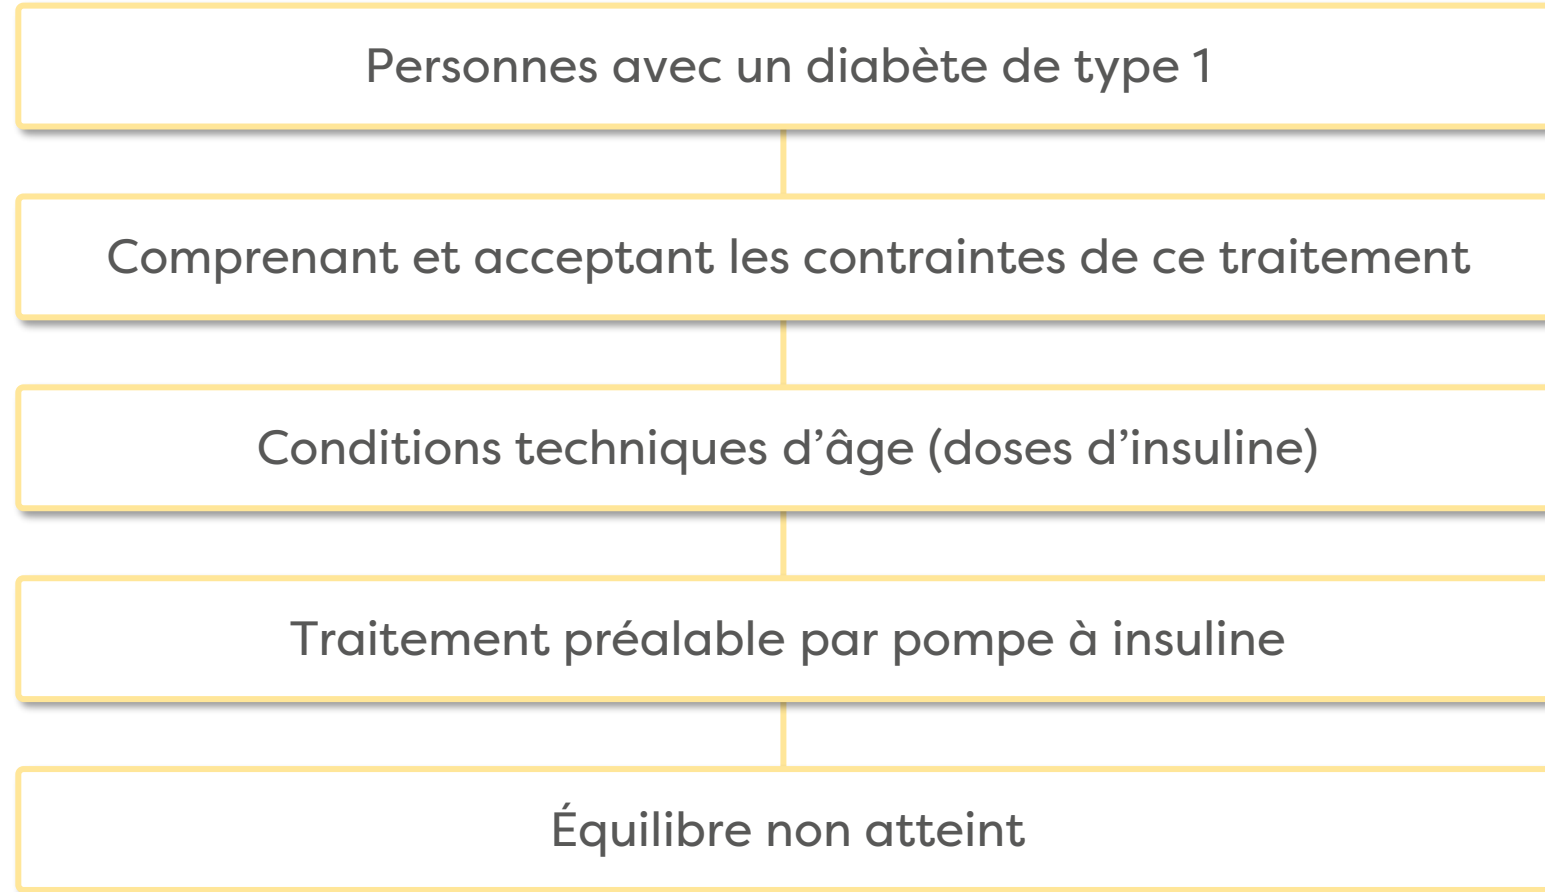 Personnes avec un diabète de type 1
Comprenant et acceptant les contraintes de ce traitement
Conditions techniques d’âge (doses d’insuline)
Traitement préalable par pompe à insuline
Équilibre non atteint